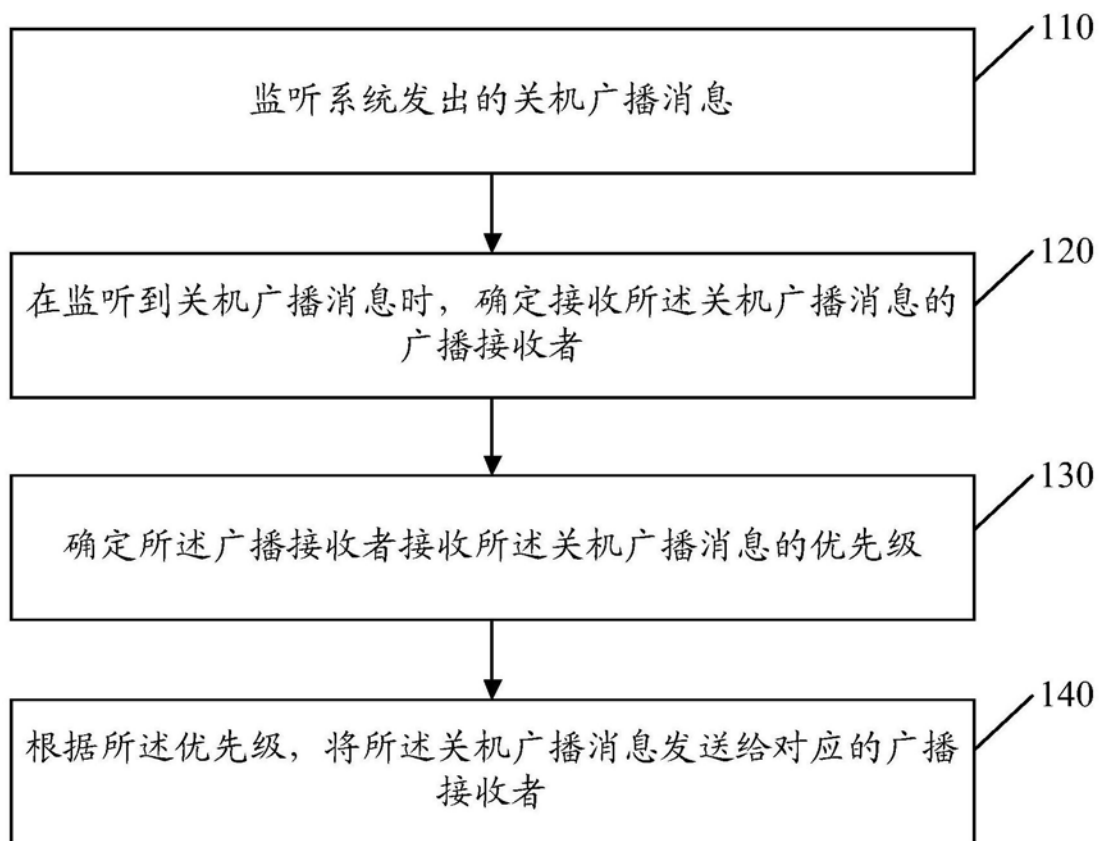 110
监听系统发出的关机广播消息
120
在监听到关机广播消息时，确定接收所述关机广播消息的
广播接收者
130
确定所述广播接收者接收所述关机广播消息的优先级
140
根据所述优先级，将所述关机广播消息发送给对应的广播
接收者